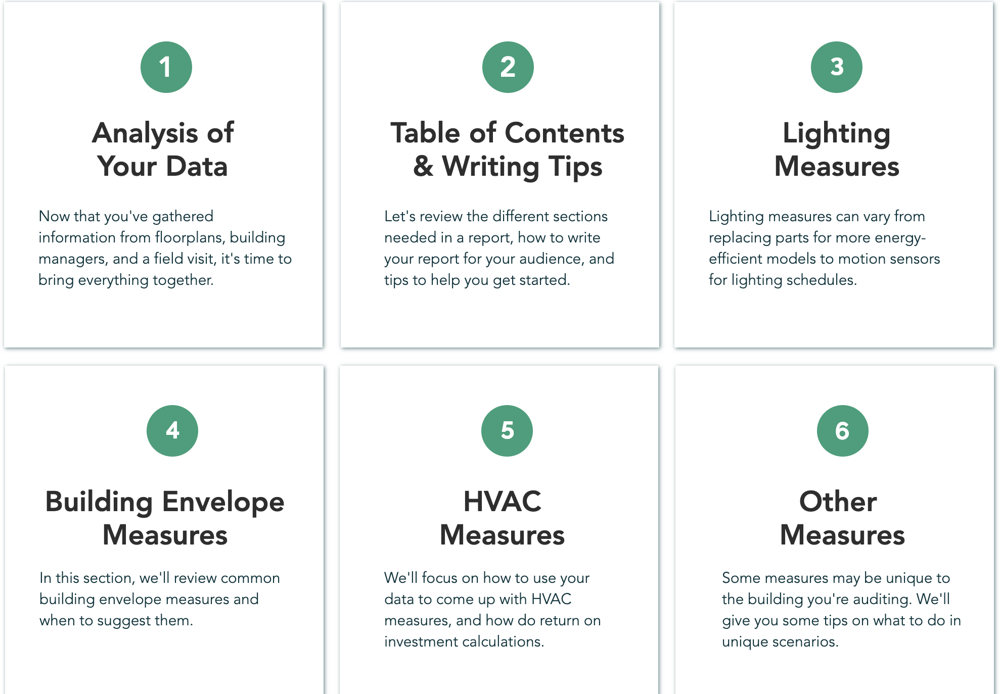 1
Analysis of
Your Data
Now that you've gathered
information from floorplans, building
managers, and a field visit, it's time to
bring everything together.
2
Table of Contents
& Writing Tips
Let's review the different sections
needed in a report, how to write
your report for your audience, and
tips to help you get started.
3
Lighting
Measures
Lighting measures can vary from
replacing parts for more energy-
efficient models to motion sensors
for lighting schedules.
4
Building Envelope
Measures
In this section, we'll review common
building envelope measures and
when to suggest them.
5
HVAC
Measures
We'll focus on how to use your
data to come up with HVAC
measures, and how do return on
investment calculations.
6
Other
Measures
Some measures may be unique to
the building you're auditing. We'll
give you some tips on what to do in
unique scenarios.